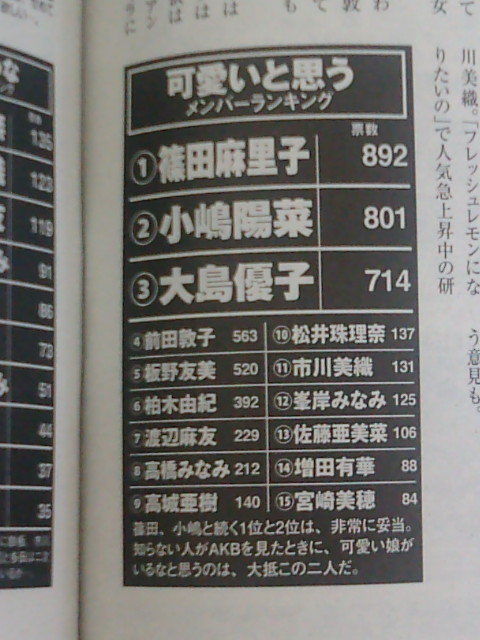 可愛いと思う
メンバーランキング
票数
①篠田麻里子 892
②小嶋陽菜 801
③大島優子 714
④前田敦子 563
⑤板野友美 520
⑥柏木由紀 392
⑦渡辺麻友 229
⑧高橋みなみ 212
⑨高城亜樹 140
⑩松井珠理奈 137
⑪市川美織 131
⑫峯岸みなみ 125
⑬佐藤亜美菜 106
⑭増田有華 88
⑮宮崎美穂 84
篠田、小嶋と続く1位と2位は、非常に妥当。
知らない人がAKBを見たときに、可愛い娘が
いるなと思うのは、大抵この二人だ。
川美織。「フレッシュレモンにな
りたいの」で人気急上昇中の研
う意見も。
135
120
119
91
86
73
51
44
37
35